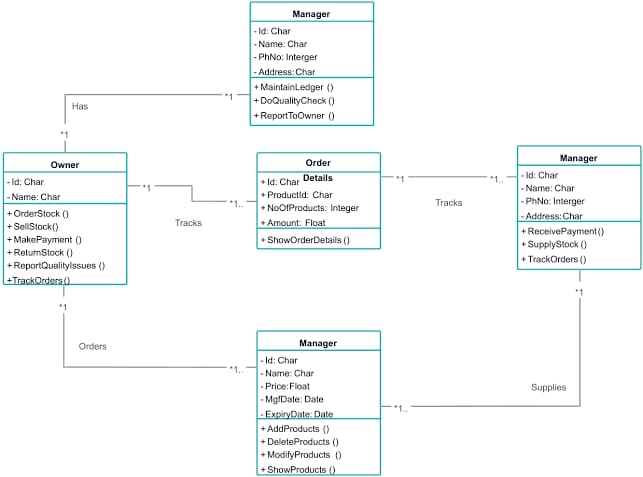 Manager
- Id: Char
- Name: Char
- PhNo: Interger
- Address:Char
+ MaintainLedger ()
+ DoQualityCheck ()
+ ReportToOwner ()
*1
Has
*1
Owner
- Id: Char
- Name: Char
+ OrderStock ()
+ SellStock()
+ MakePayment ()
+ ReturnStock ()
+ ReportQualityIssues ()
+TrackOrders()
*1
Tracks
*1..
Order
Details
+ Id: Char
+ ProductId: Char
+ NoOfProducts: Integer
+ Amount: Float
+ ShowOrderDetails ()
*1
Tracks
*1..
Manager
- Id: Char
- Name: Char
- PhNo: Interger
- Address:Char
+ ReceivePayment()
+ SupplyStock ()
+ TrackOrders ()
*1
*1
Orders
*1..
Manager
- Id: Char
- Name: Char
- Price:Float
- MgfDate: Date
- ExpiryDate: Date
+ AddProducts ()
+ DeleteProducts ()
+ ModifyProducts ()
+ ShowProducts ()
Supplies
*1..